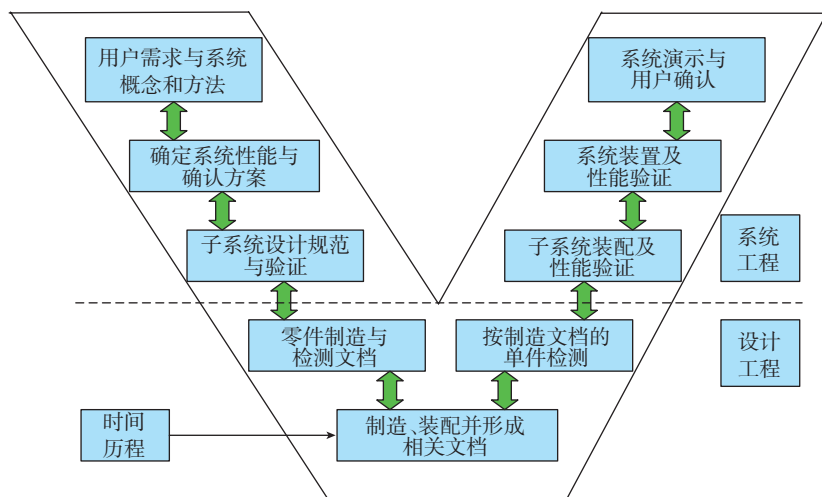 用户需求与系统
概念和方法
系统演示与
用户确认
确定系统性能与
确认方案
系统装置及
性能验证
子系统设计规范
与验证
子系统装配及
性能验证
系统
工程
零件制造与
检测文档
按制造文档的
单件检测
设计
工程
时间
历程
制造、装配并形成
相关文档